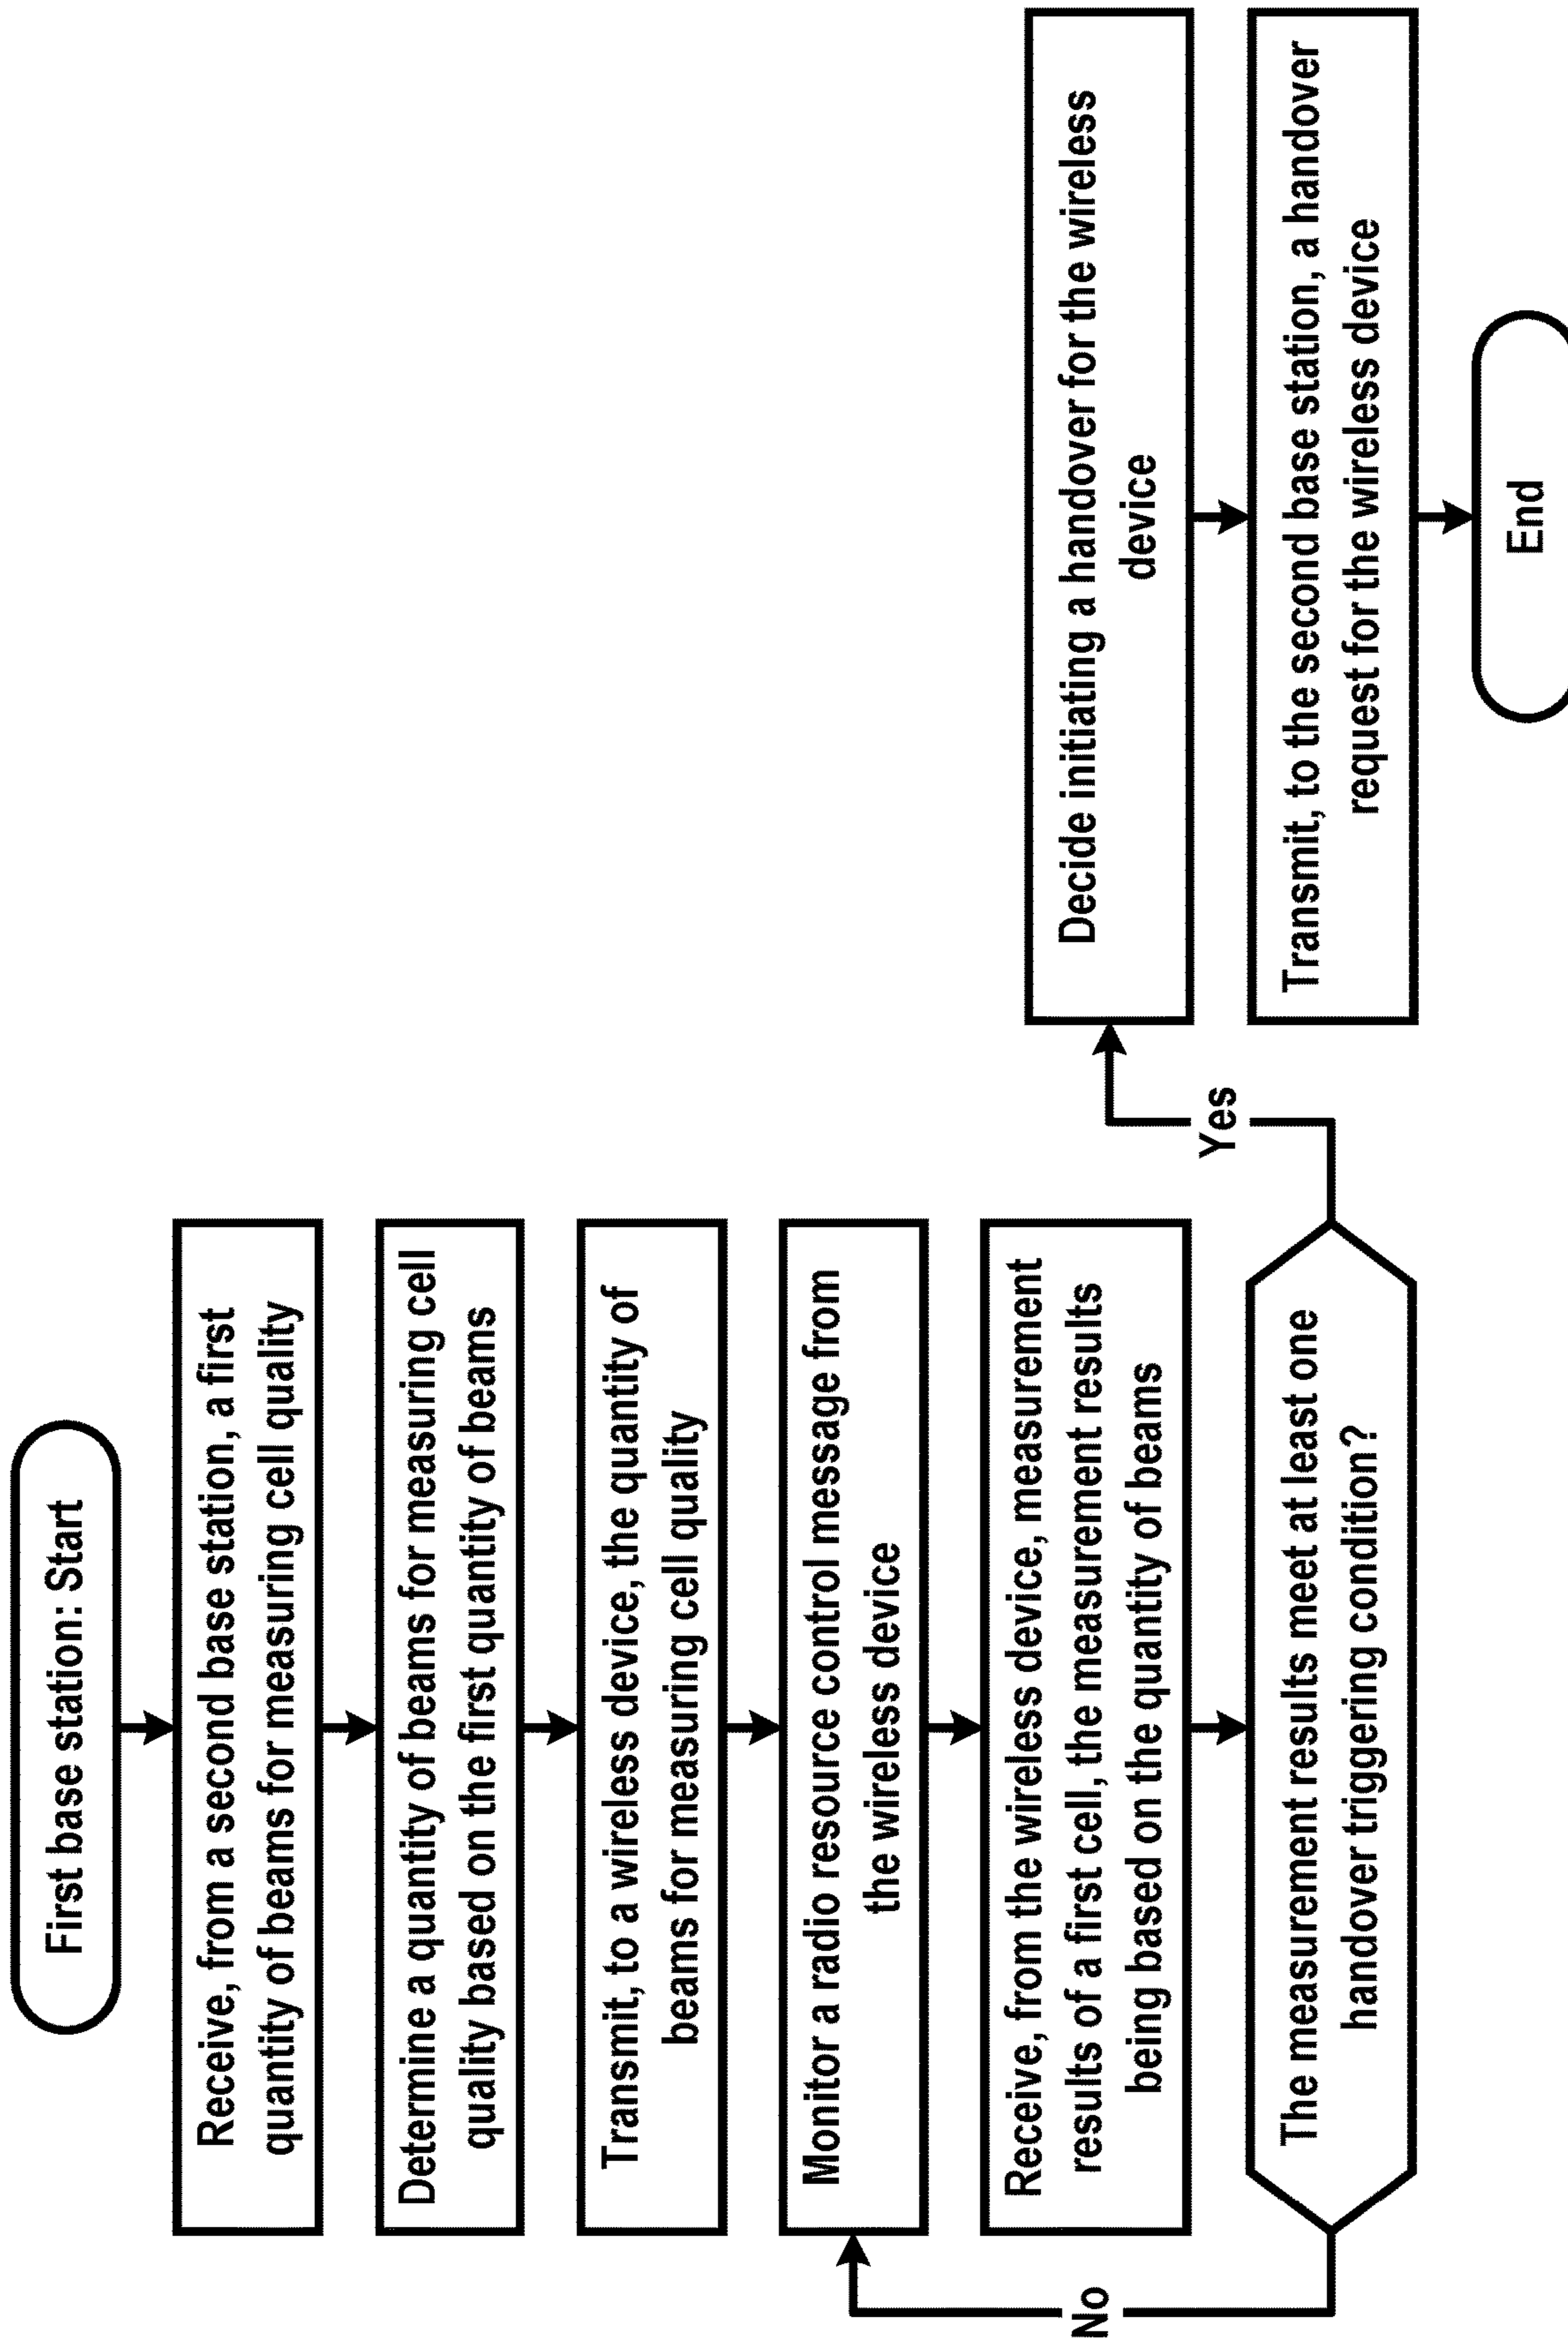 First base station: Start
Receive, from a second base station, a first
quantity of beams for measuring cell quality
Determine a quantity of beams for measuring cell
quality based on the first quantity of beams
Transmit, to a wireless device, the quantity of
beams for measuring cell quality
Monitor a radio resource control message from
the wireless device
Receive, from the wireless device, measurement
results of a first cell, the measurement results
being based on the quantity of beams
The measurement results meet at least one
handover triggering condition?
No
Yes
Decide initiating a handover for the wireless
device
Transmit, to the second base station, a handover
request for the wireless device
End